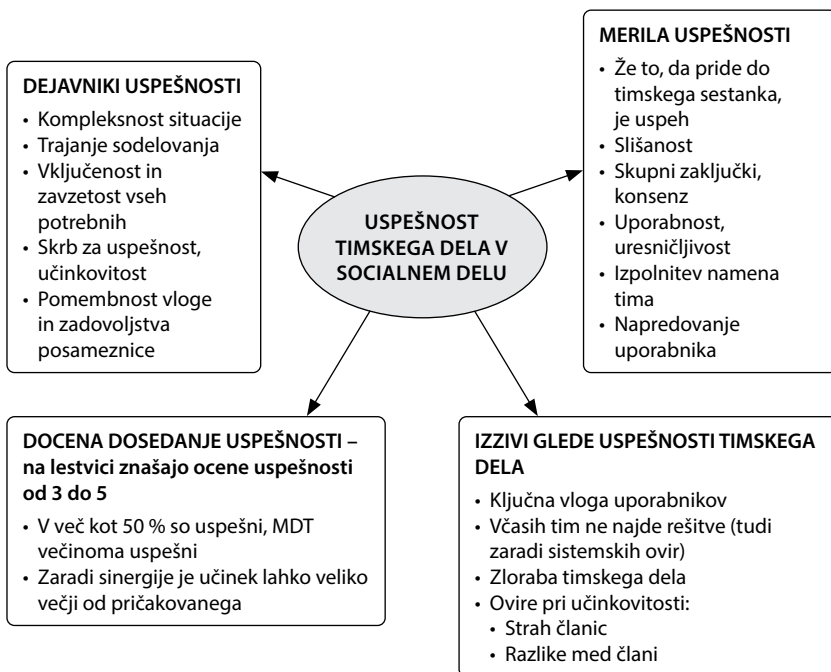 DEJAVNIKI USPEŠNOSTI
• Kompleksnost situacije
• Trajanje sodelovanja
• Vključenost in
zavzetost vseh
potrebnih
• Skrb za uspešnost,
učinkovitost
• Pomembnost vloge
in zadovoljstva
posameznice
MERILA USPEŠNOSTI
• Že to, da pride do
timskega sestanka,
je uspeh
• Slišanost
• Skupni zaključki,
konsenz
• Uporabnost,
uresničljivost
• Izpolnitev namena
tima
• Napredovanje
uporabnika
USPEŠNOST
TIMSKEGA DELA V
SOCIALNEM DELU
DOCENA DOSEDANJE USPEŠNOSTI –
na lestvici znašajo ocene uspešnosti
od 3 do 5
• V več kot 50 % so uspešni, MDT
večinoma uspešni
• Zaradi sinergije je učinek lahko veliko
večji od pričakovanega
IZZIVI GLEDE USPEŠNOSTI TIMSKEGA
DELA
• Ključna vloga uporabnikov
• Včasih tim ne najde rešitve (tudi
zaradi sistemskih ovir)
• Zloraba timskega dela
• Ovire pri učinkovitosti:
• Strah članic
• Razlike med člani